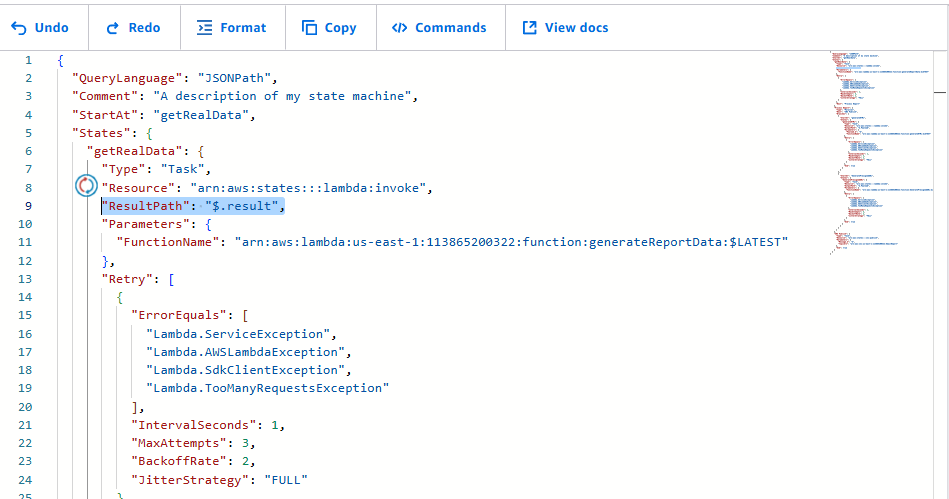 Undo Redo Format Copy Commands View docs
1 {
2 "QueryLanguage": "JSONPath",
3 "Comment": "A description of my state machine",
4 "StartAt": "getRealData",
5 "States": {
6 "getRealData": {
7 "Type": "Task",
8 "Resource": "arn:aws:states:::lambda:invoke",
9 "ResultPath": "$.result",
10 "Parameters": {
11 "FunctionName": "arn:aws:lambda:us-east-1:113865200322:function:generateReportData:$LATEST"
12 },
13 "Retry": [
14 {
15 "ErrorEquals": [
16 "Lambda.ServiceException",
17 "Lambda.AWSLambdaException",
18 "Lambda.SdkClientException",
19 "Lambda.TooManyRequestsException"
20 ],
21 "IntervalSeconds": 1,
22 "MaxAttempts": 3,
23 "BackoffRate": 2,
24 "JitterStrategy": "FULL"
25 }